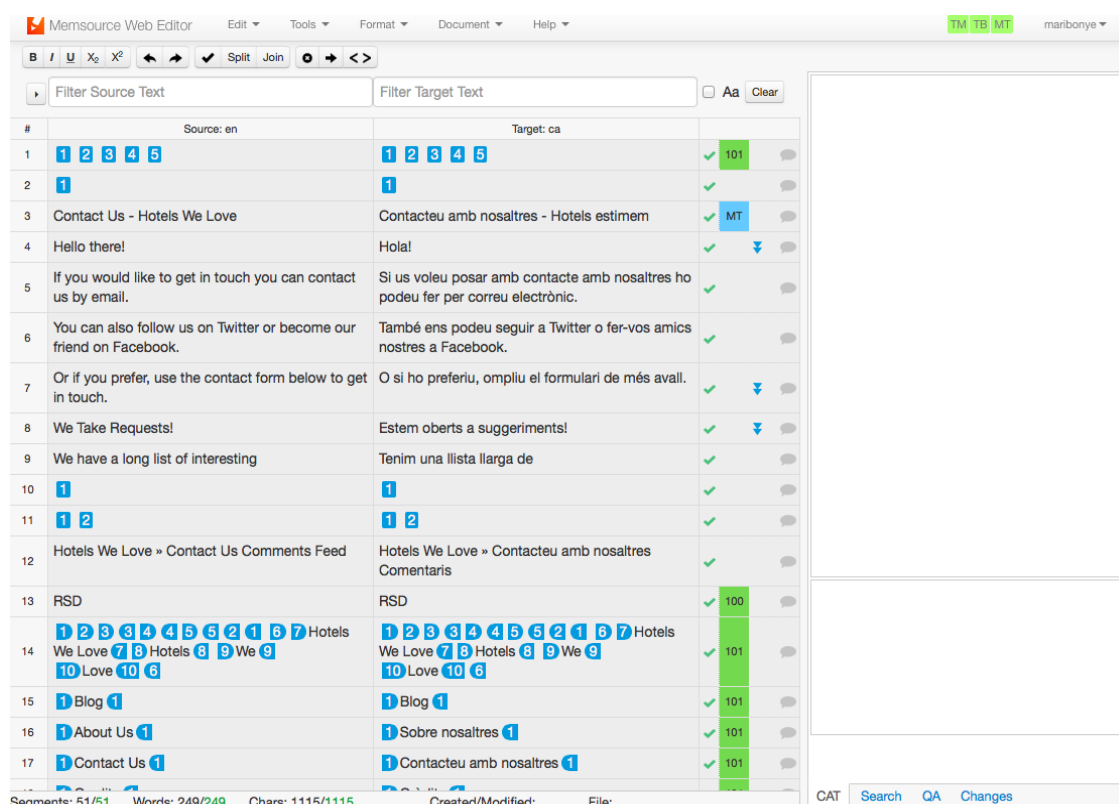 Memsource Web Editor Edit Tools Format Document Help TM TB MT maribonye
B I U X₂ X² Split Join < >
Filter Source Text Filter Target Text Aa Clear
# Source: en Target: ca
1 1 2 3 4 5 1 2 3 4 5 101
2 1 1
3 Contact Us - Hotels We Love Contacteu amb nosaltres - Hotels estimem MT
4 Hello there! Hola!
5 If you would like to get in touch you can contact
us by email.
Si us voleu posar amb contacte amb nosaltres ho
podeu fer per correu electrònic.
6 You can also follow us on Twitter or become our
friend on Facebook.
També ens podeu seguir a Twitter o fer-vos amics
nostres a Facebook.
7 Or if you prefer, use the contact form below to get
in touch.
O si ho preferiu, ompliu el formulari de més avall.
8 We Take Requests! Estem oberts a suggeriments!
9 We have a long list of interesting Tenim una llista llarga de
10 1 1
11 1 2 1 2
12 Hotels We Love » Contact Us Comments Feed
Hotels We Love » Contacteu amb nosaltres
Comentaris
13 RSD RSD 100
14 1 2 3 3 4 4 5 5 2 1 6 7 Hotels
We Love 7 8 Hotels 8 9 We 9
10 Love 10 6
1 2 3 3 4 4 5 5 2 1 6 7 Hotels
We Love 7 8 Hotels 8 9 We 9
10 Love 10 6
101
15 1 Blog 1 1 Blog 1 101
16 1 About Us 1 1 Sobre nosaltres 1 101
17 1 Contact Us 1 1 Contacteu amb nosaltres 1 101
Segments: 51/51 Words: 249/249 Chars: 1115/1115 Created/Modified: File:
CAT Search QA Changes